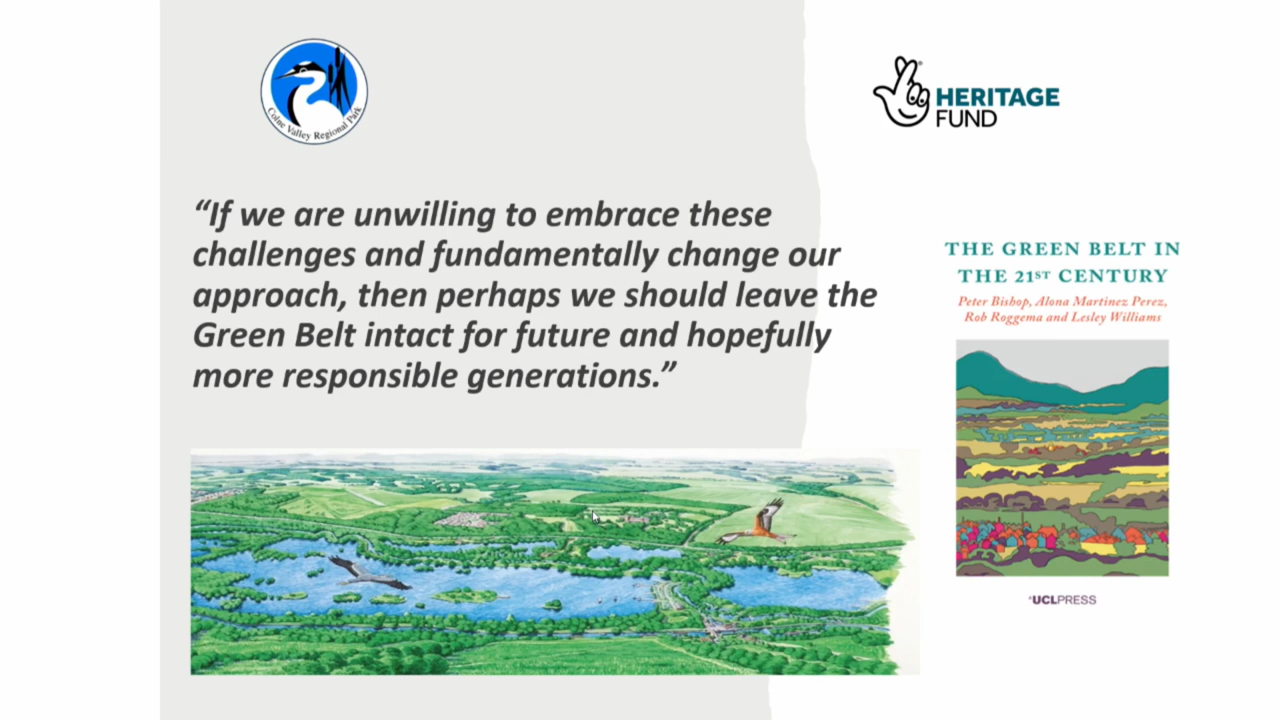 Colne Valley Regional Park
HERITAGE
FUND
“If we are unwilling to embrace these
challenges and fundamentally change our
approach, then perhaps we should leave the
Green Belt intact for future and hopefully
more responsible generations.”
THE GREEN BELT IN
THE 21ST CENTURY
Peter Bishop, Alona Martinez Perez,
Rob Roggema and Lesley Williams
UCLPRESS